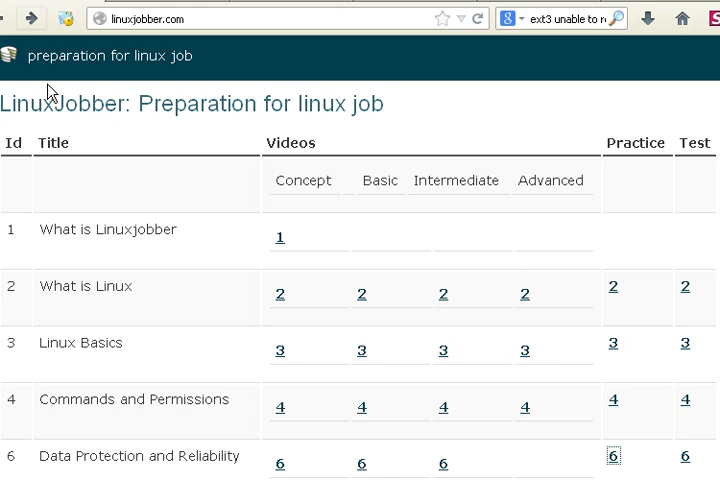 linuxjobber.com
ext3 unable to r
preparation for linux job
LinuxJobber: Preparation for linux job
Id Title Videos Practice Test
Concept Basic Intermediate Advanced
1 What is Linuxjobber 1
2 What is Linux 2 2 2 2 2 2
3 Linux Basics 3 3 3 3 3 3
4 Commands and Permissions 4 4 4 4 4 4
6 Data Protection and Reliability 6 6 6 6 6